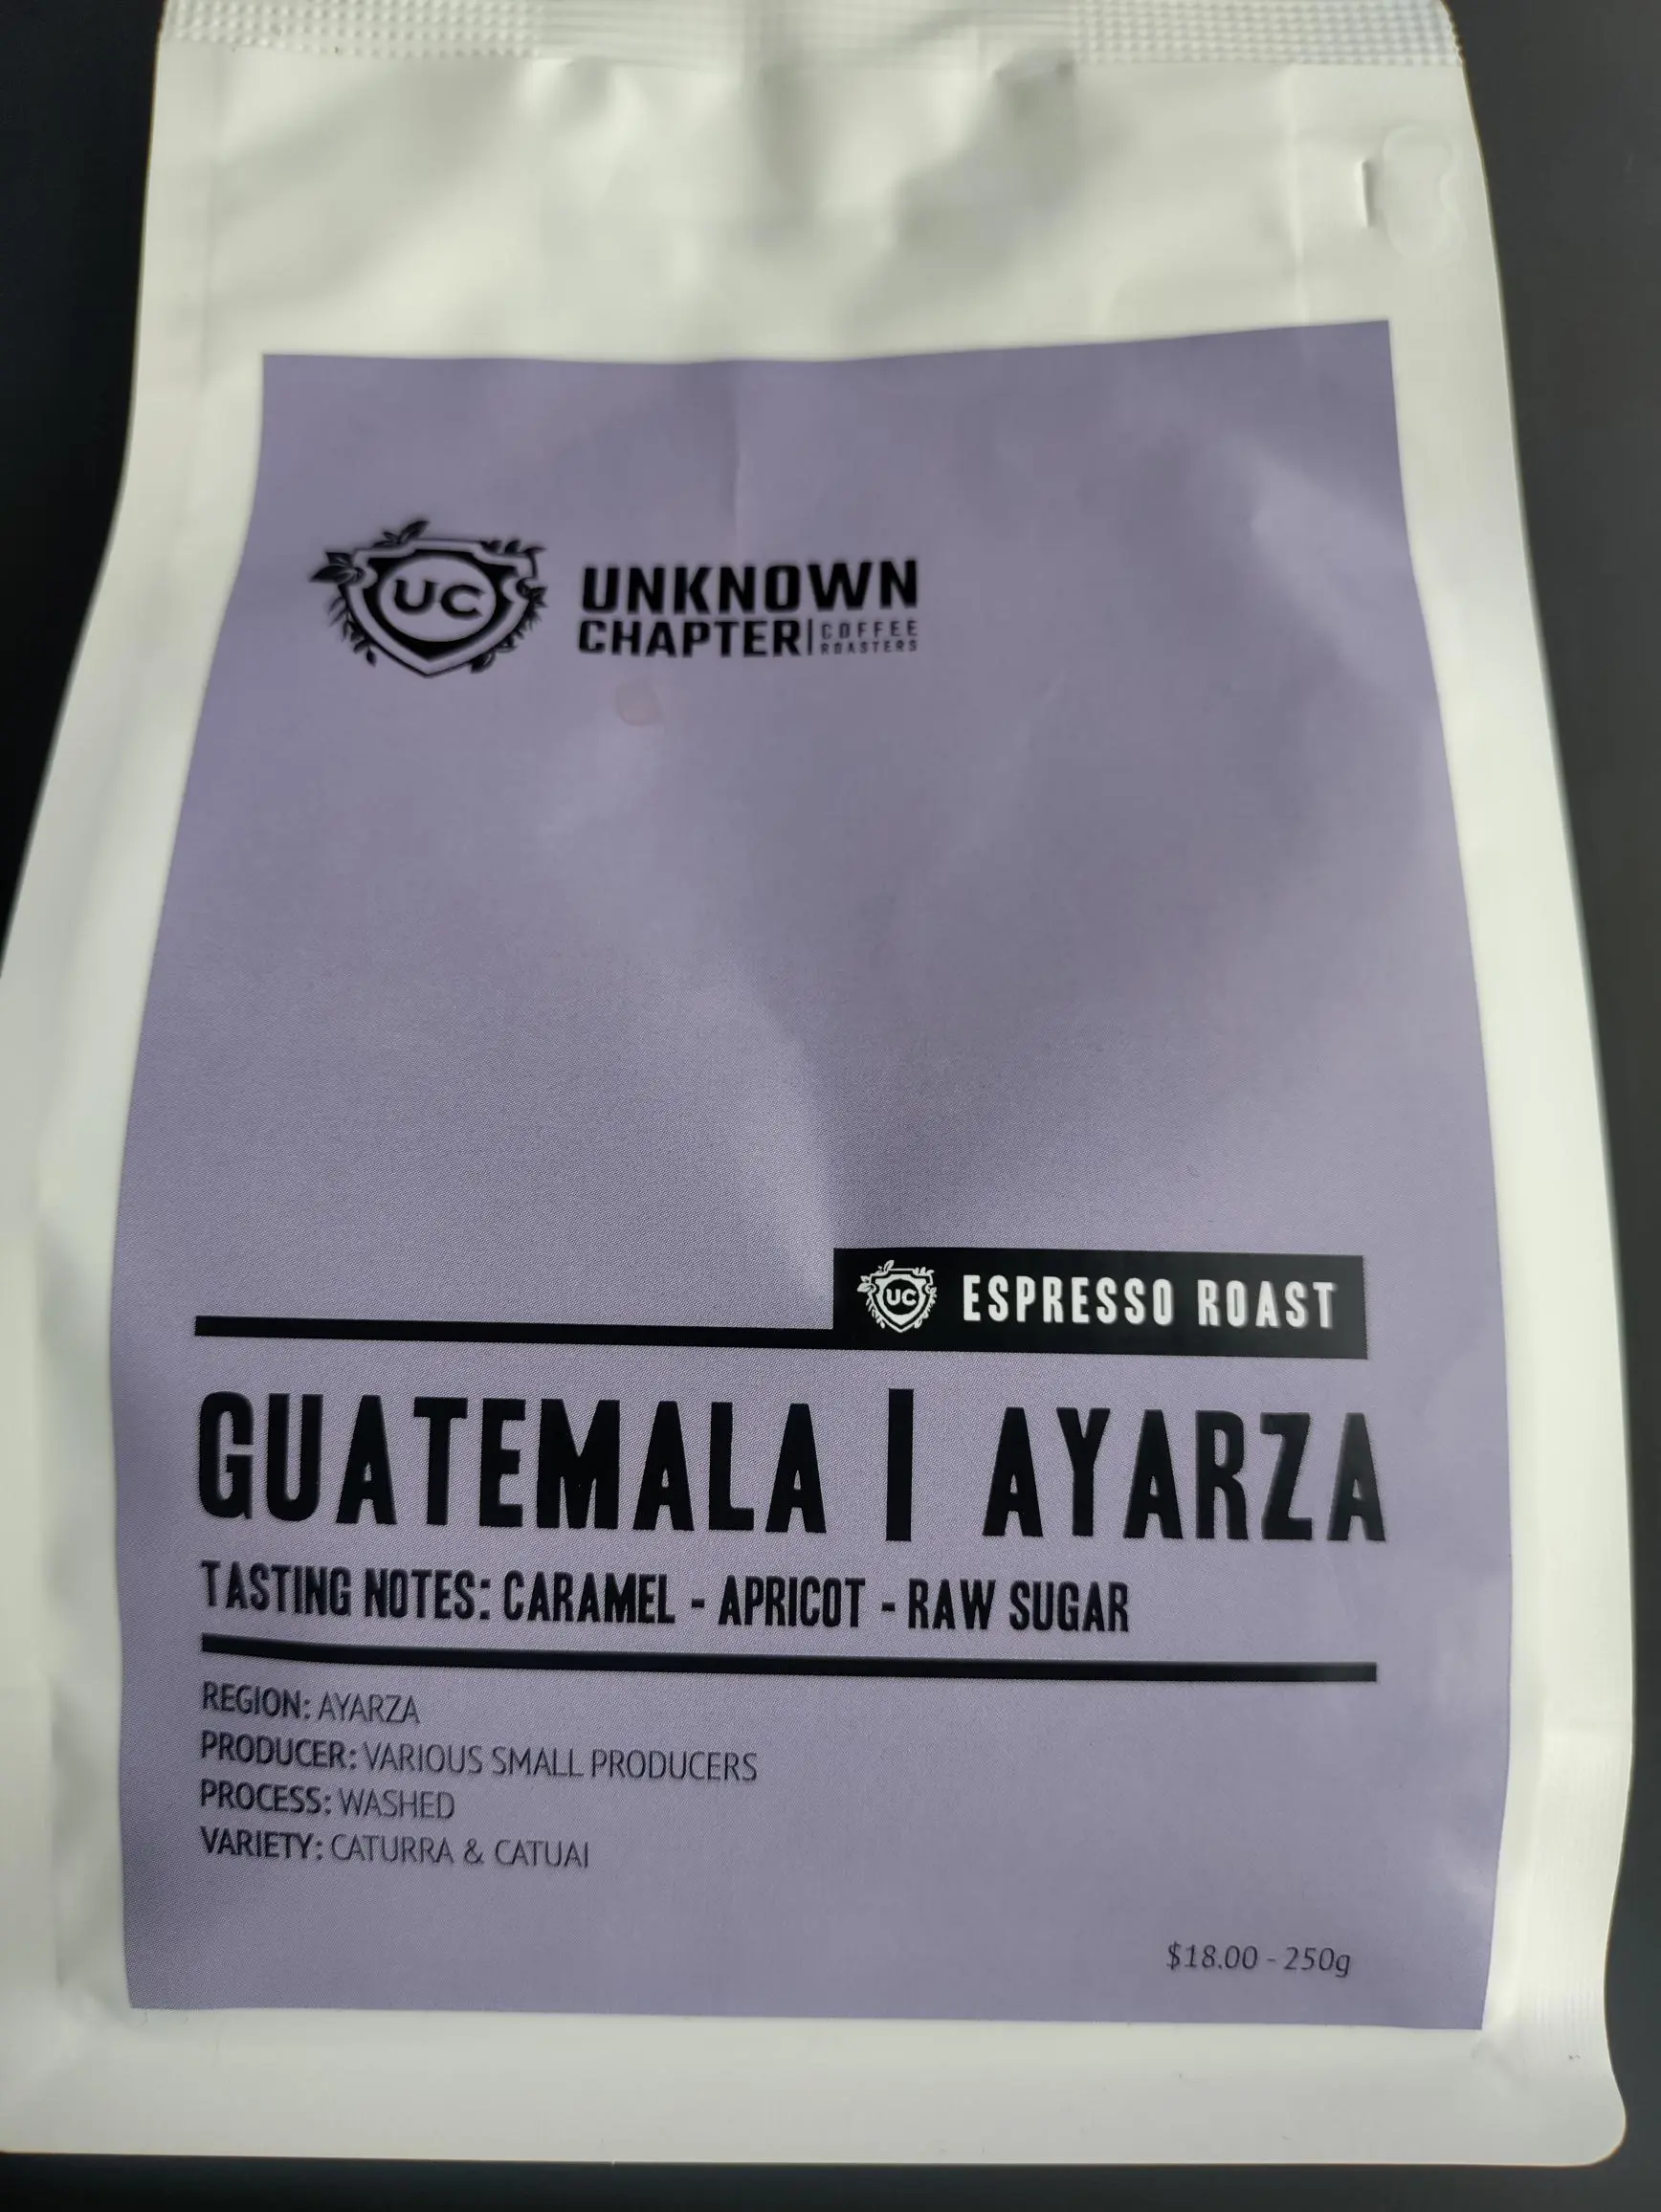 UC
UNKNOWN
CHAPTER | COFFEE ROASTERS
UC ESPRESSO ROAST
GUATEMALA | AYARZA
TASTING NOTES: CARAMEL - APRICOT - RAW SUGAR
REGION: AYARZA
PRODUCER: VARIOUS SMALL PRODUCERS
PROCESS: WASHED
VARIETY: CATURRA & CATUAI
$18.00 - 250g